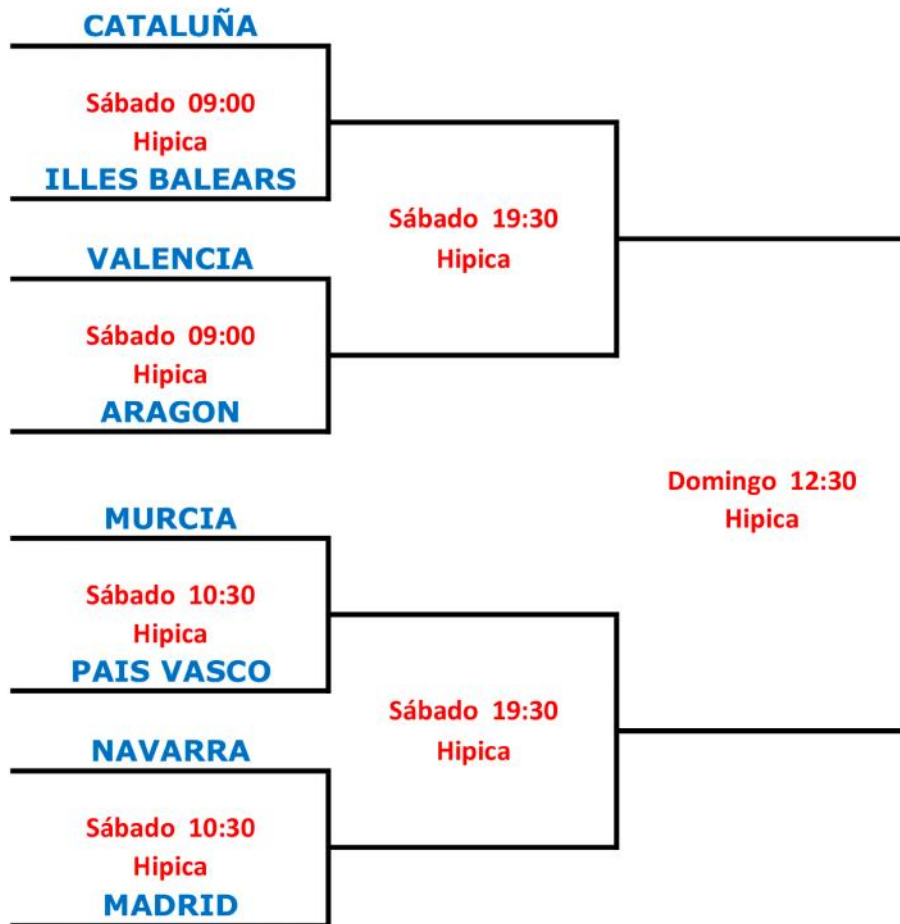 CATALUÑA
Sábado 09:00
Hipica
ILLES BALEARS
Sábado 19:30
Hipica
VALENCIA
Sábado 09:00
Hipica
ARAGON
Domingo 12:30
Hipica
MURCIA
Sábado 10:30
Hipica
PAIS VASCO
Sábado 19:30
Hipica
NAVARRA
Sábado 10:30
Hipica
MADRID